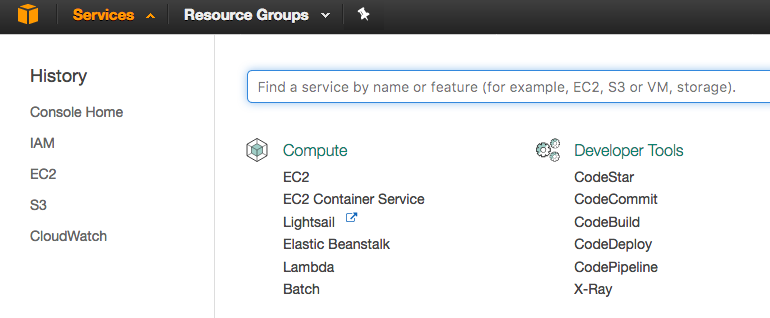 Services Resource Groups
History
Console Home
IAM
EC2
S3
CloudWatch
Find a service by name or feature (for example, EC2, S3 or VM, storage).
Compute
EC2
EC2 Container Service
Lightsail
Elastic Beanstalk
Lambda
Batch
Developer Tools
CodeStar
CodeCommit
CodeBuild
CodeDeploy
CodePipeline
X-Ray